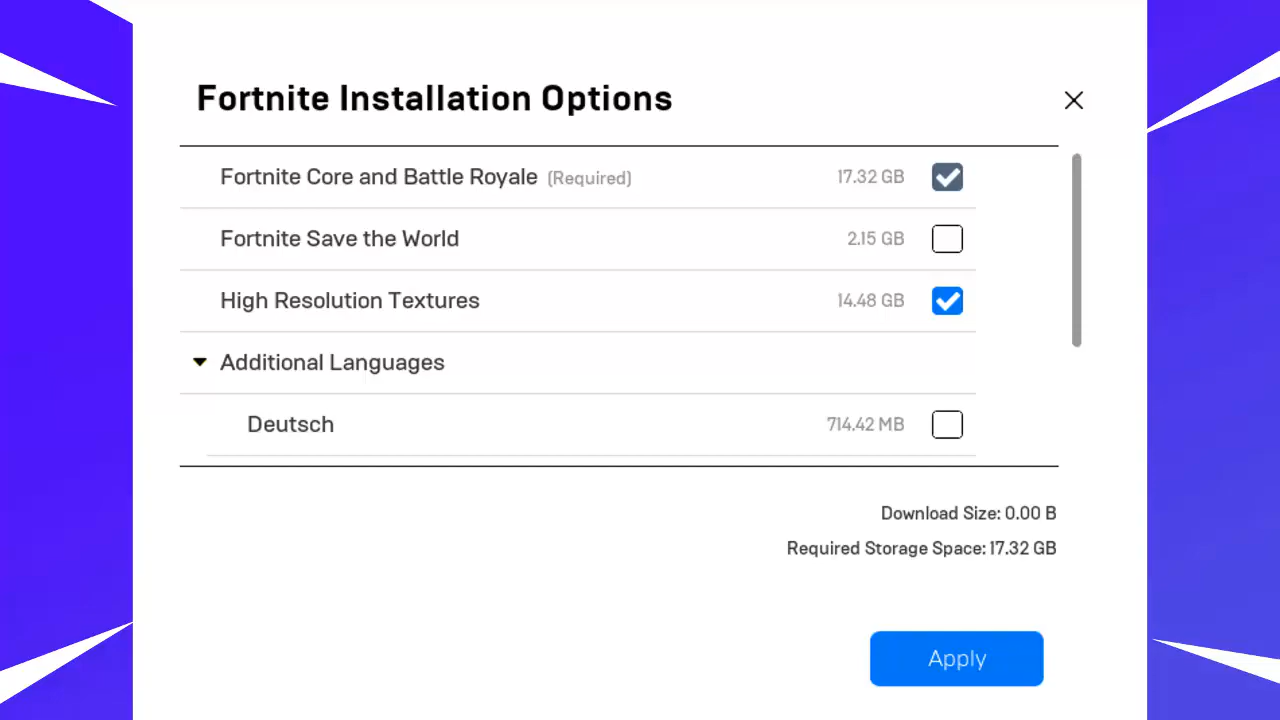 Fortnite Installation Options
Fortnite Core and Battle Royale (Required) 17.32 GB
Fortnite Save the World 2.15 GB
High Resolution Textures 14.48 GB
Additional Languages
Deutsch 714.42 MB
Download Size: 0.00 B
Required Storage Space: 17.32 GB
Apply